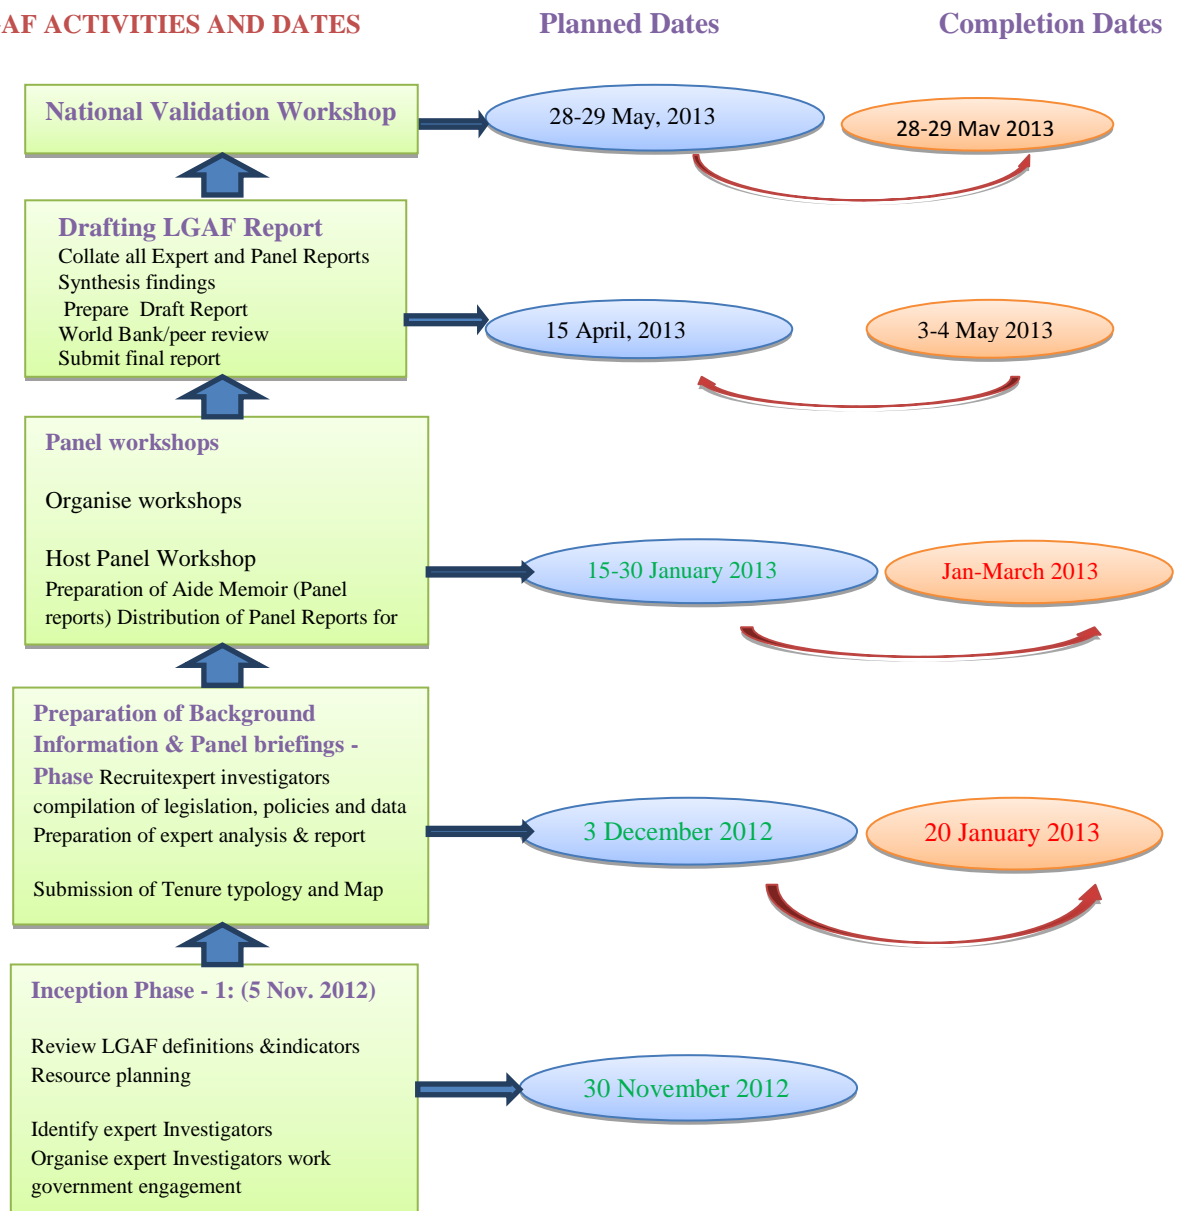 AF ACTIVITIES AND DATES
Planned Dates
Completion Dates
National Validation Workshop
28-29 May, 2013
28-29 May 2013
Drafting LGAF Report
Collate all Expert and Panel Reports
Synthesis findings
Prepare Draft Report
World Bank/peer review
Submit final report
15 April, 2013
3-4 May 2013
Panel workshops
Organise workshops
Host Panel Workshop
Preparation of Aide Memoir (Panel
reports) Distribution of Panel Reports for
15-30 January 2013
Jan-March 2013
Preparation of Background
Information & Panel briefings -
Phase Recruitexpert investigators
compilation of legislation, policies and data
Preparation of expert analysis & report
Submission of Tenure typology and Map
3 December 2012
20 January 2013
Inception Phase - 1: (5 Nov. 2012)
Review LGAF definitions &indicators
Resource planning
Identify expert Investigators
Organise expert Investigators work
government engagement
30 November 2012